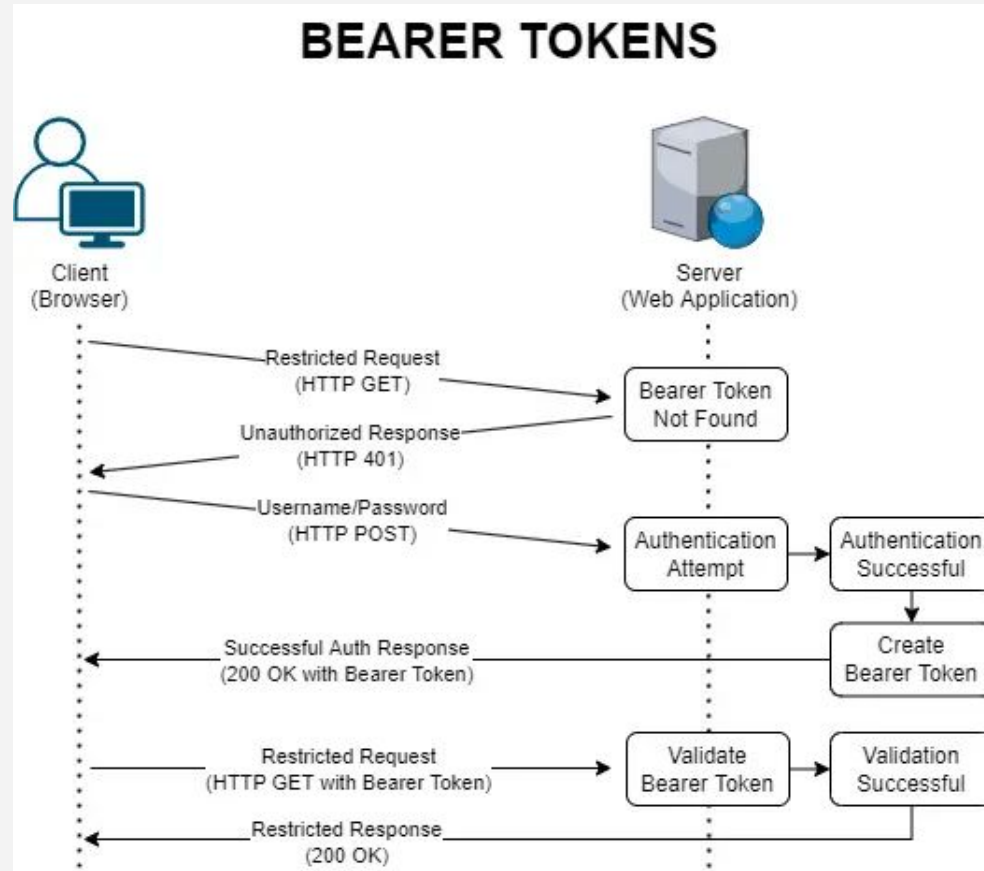 BEARER TOKENS
Client
(Browser)
Server
(Web Application)
Restricted Request
(HTTP GET)
Bearer Token
Not Found
Unauthorized Response
(HTTP 401)
Username/Password
(HTTP POST)
Authentication
Attempt
Authentication
Successful
Successful Auth Response
(200 OK with Bearer Token)
Create
Bearer Token
Restricted Request
(HTTP GET with Bearer Token)
Validate
Bearer Token
Validation
Successful
Restricted Response
(200 OK)